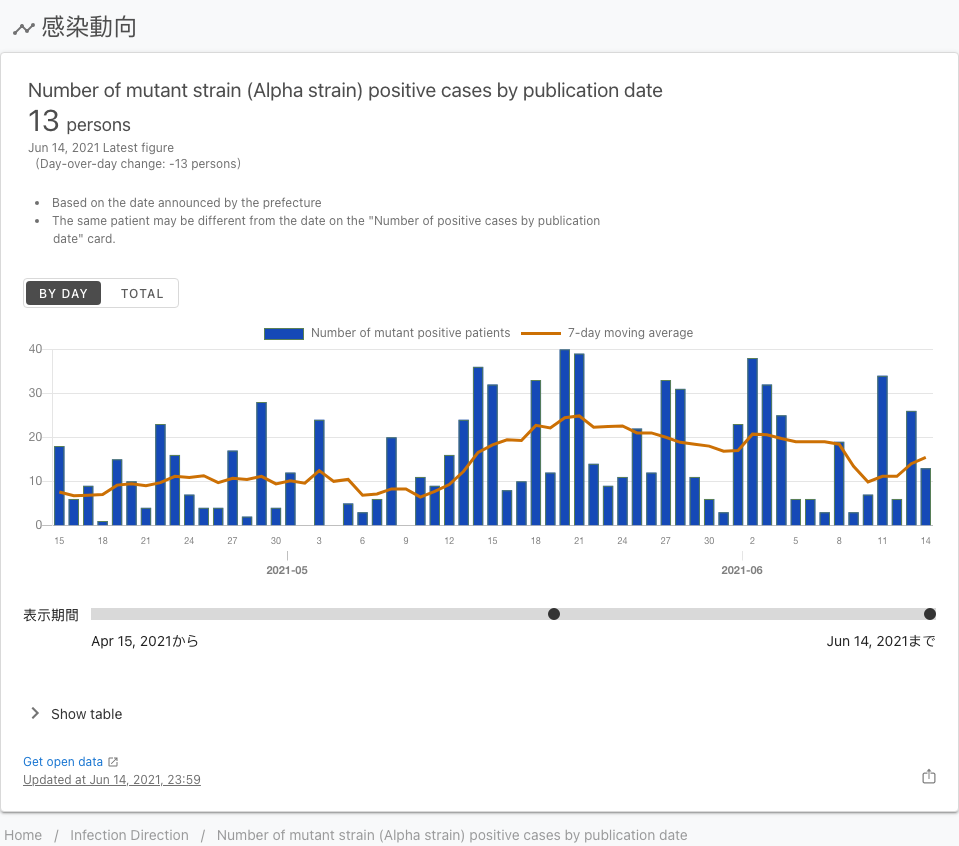 感染動向
Number of mutant strain (Alpha strain) positive cases by publication date
13 persons
Jun 14, 2021 Latest figure
(Day-over-day change: -13 persons)
• Based on the date announced by the prefecture
• The same patient may be different from the date on the "Number of positive cases by publication
date" card.
BY DAY TOTAL
Number of mutant positive patients 7-day moving average
40
30
20
10
0
15 18 21 24 27 30 3 6 9 12 15 18 21 24 27 30 2 5 8 11 14
2021-05 2021-06
表示期間
Apr 15, 2021から Jun 14, 2021まで
Show table
Get open data
Updated at Jun 14, 2021, 23:59
Home / Infection Direction / Number of mutant strain (Alpha strain) positive cases by publication date